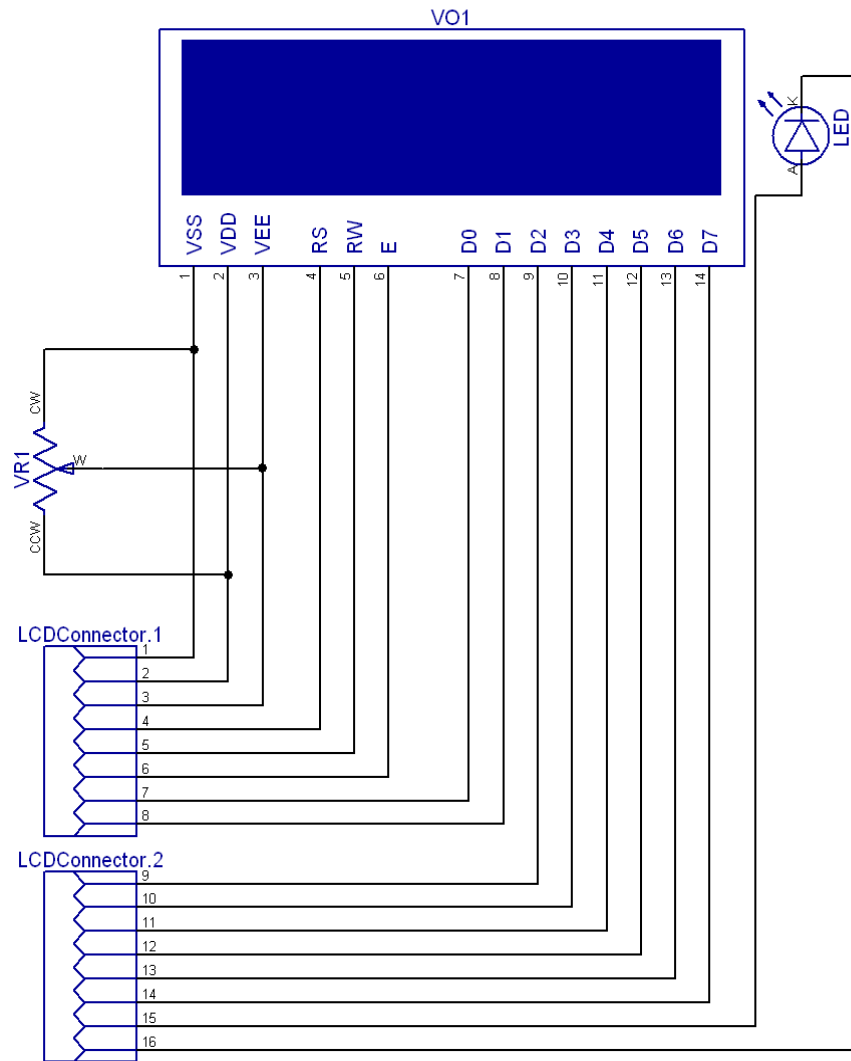 VO1
K
LED
A
VSS VDD VEE RS RW E D0 D1 D2 D3 D4 D5 D6 D7
1 2 3 4 5 6 7 8 9 10 11 12 13 14
CW
VR1
W
CCW
LCDConnector.1
1
2
3
4
5
6
7
8
LCDConnector.2
9
10
11
12
13
14
15
16